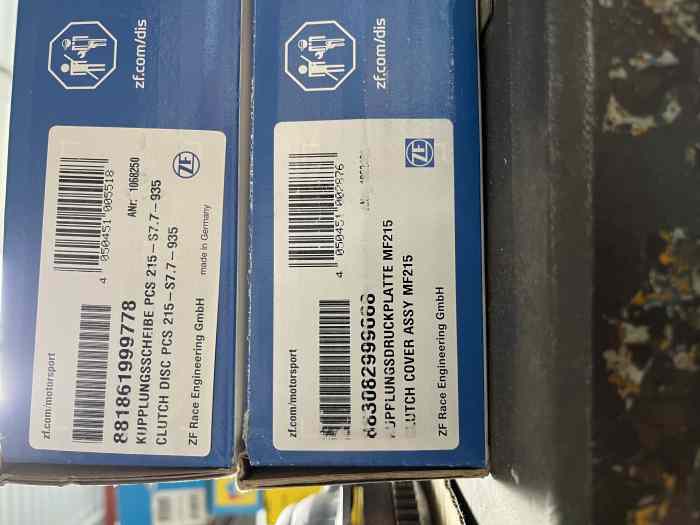 zf.com/dis
zf.com/motorsport
4 050451 005518
881861999778
ANr. 1068250
KUPPLUNGSSCHEIBE PCS 215-S7.7-935
CLUTCH DISC PCS 215-S7.7-935
ZF Race Engineering GmbH
made in Germany
ZF
zf.com/dis
zf.com/motorsport
4 050451 002876
KUPPLUNGSDRUCKPLATTE MF215
CLUTCH COVER ASSY MF215
ZF Race Engineering GmbH
ZF